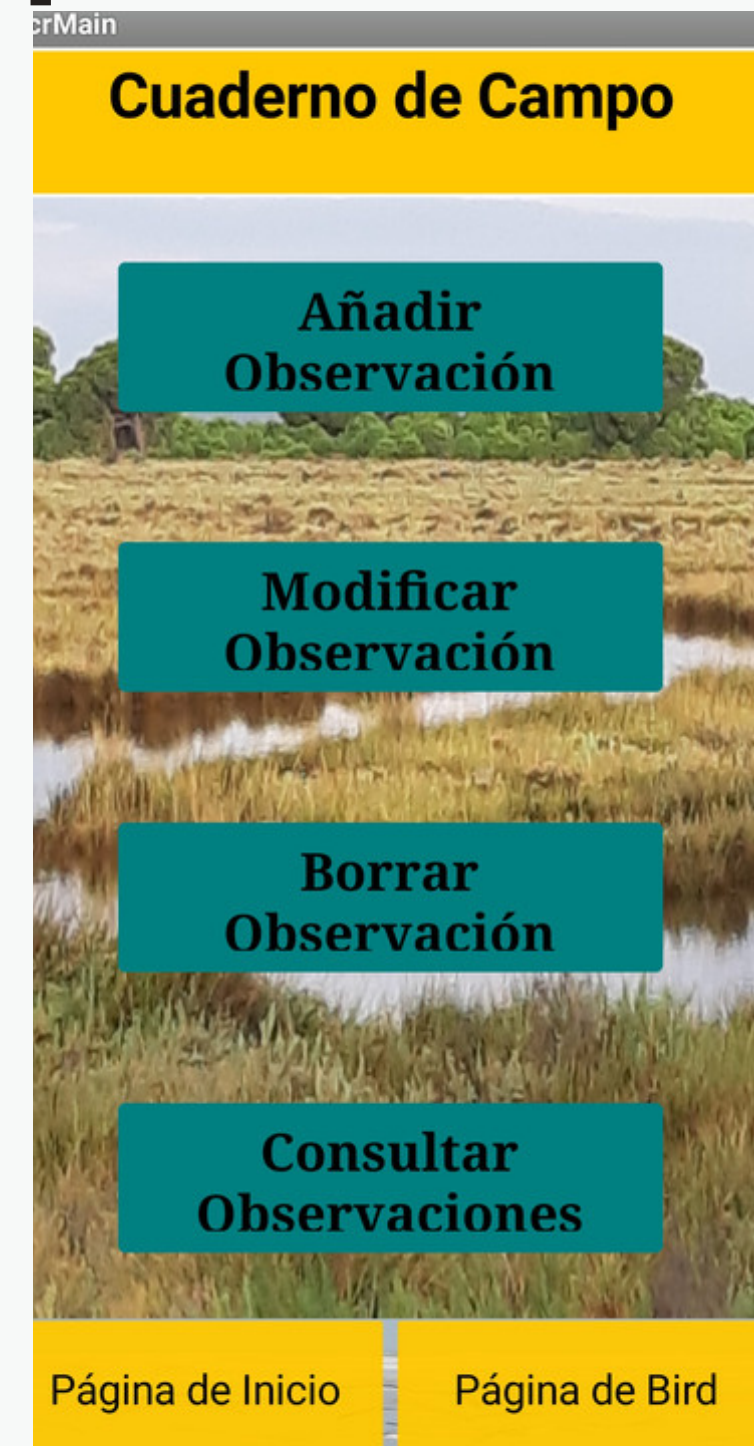 crMain
Cuaderno de Campo
Añadir
Observación
Modificar
Observación
Borrar
Observación
Consultar
Observaciones
Página de Inicio
Página de Bird